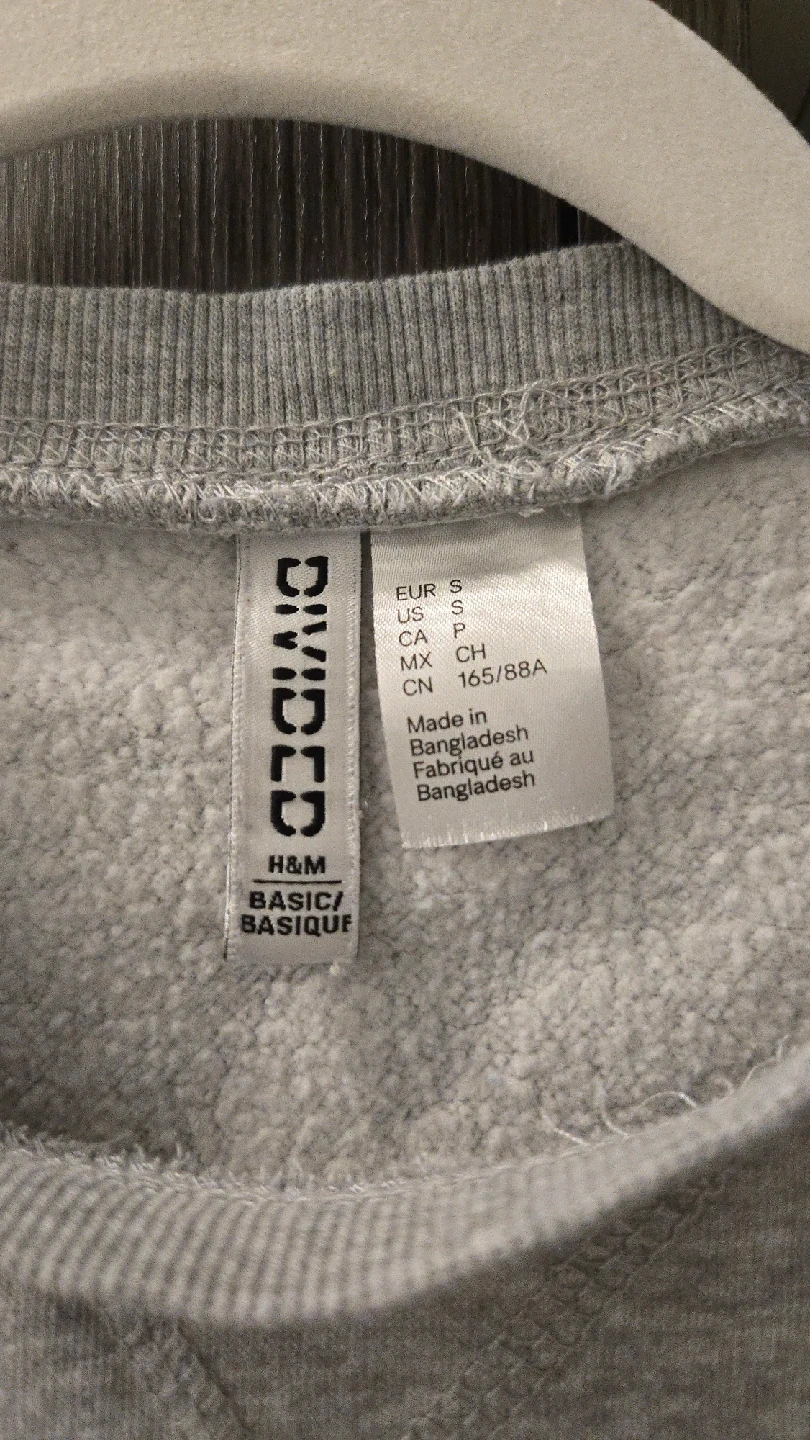 DIVIDED
H&M
BASIC/
BASIQUE
EUR S
US S
CA P
MX CH
CN 165/88A
Made in
Bangladesh
Fabriqué au
Bangladesh